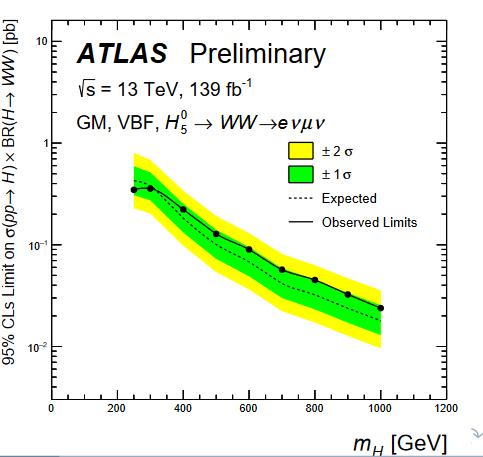 95% CLs Limit on σ(pp→ H) × BR(H→ WW) [pb]
10
1
10⁻¹
10⁻²
ATLAS Preliminary
√s = 13 TeV, 139 fb⁻¹
GM, VBF, H₅⁰ → WW→eνμν
± 2 σ
± 1 σ
Expected
Observed Limits
0 200 400 600 800 1000 1200
m_H [GeV]